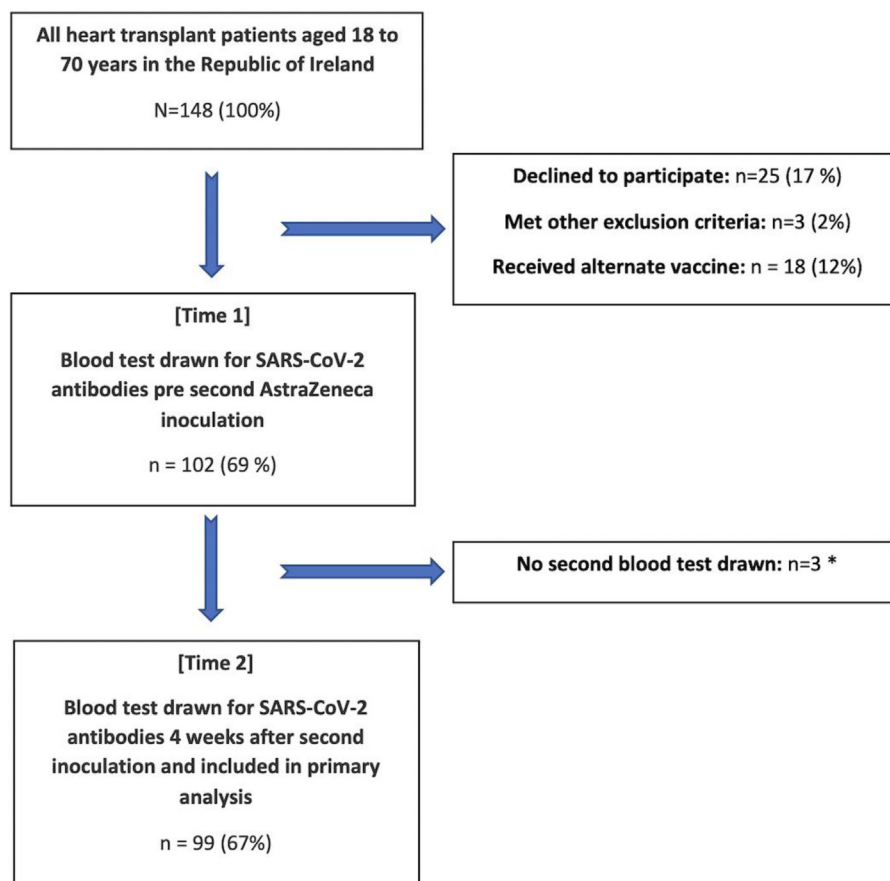 All heart transplant patients aged 18 to
70 years in the Republic of Ireland
N=148 (100%)
Declined to participate: n=25 (17 %)
Met other exclusion criteria: n=3 (2%)
Received alternate vaccine: n = 18 (12%)
[Time 1]
Blood test drawn for SARS-CoV-2
antibodies pre second AstraZeneca
inoculation
n = 102 (69 %)
No second blood test drawn: n=3 *
[Time 2]
Blood test drawn for SARS-CoV-2
antibodies 4 weeks after second
inoculation and included in primary
analysis
n = 99 (67%)